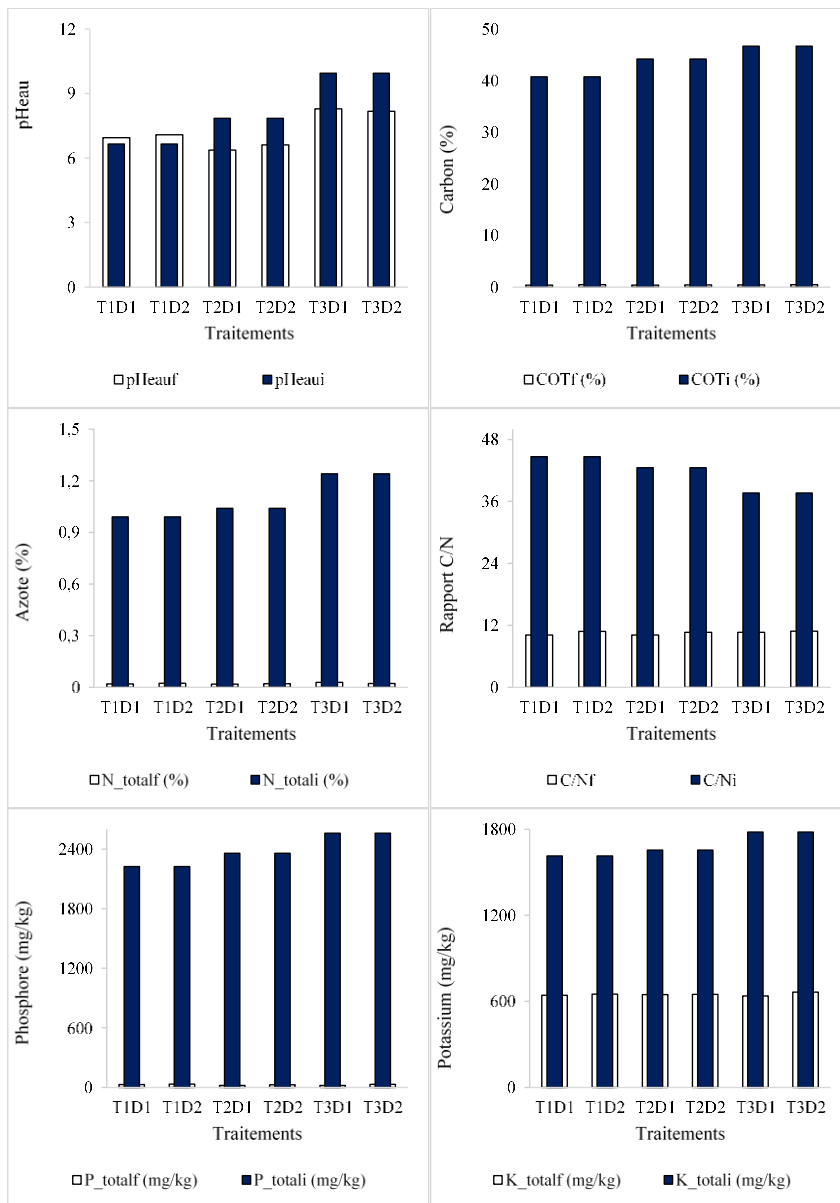 pHeau
12
9
6
3
0
T1D1 T1D2 T2D1 T2D2 T3D1 T3D2
Traitements
pHeauf pHeaui
Carbon (%)
50
40
30
20
10
0
T1D1 T1D2 T2D1 T2D2 T3D1 T3D2
Traitements
COTf (%) COTi (%)
Azote (%)
1.5
1.2
0.9
0.6
0.3
0
T1D1 T1D2 T2D1 T2D2 T3D1 T3D2
Traitements
N_totalf (%) N_totali (%)
Rapport C/N
48
36
24
12
0
T1D1 T1D2 T2D1 T2D2 T3D1 T3D2
Traitements
C/Nf C/Ni
Phosphore (mg/kg)
2400
1800
1200
600
0
T1D1 T1D2 T2D1 T2D2 T3D1 T3D2
Traitements
P_totalf (mg/kg) P_totali (mg/kg)
Potassium (mg/kg)
1800
1200
600
0
T1D1 T1D2 T2D1 T2D2 T3D1 T3D2
Traitements
K_totalf (mg/kg) K_totali (mg/kg)